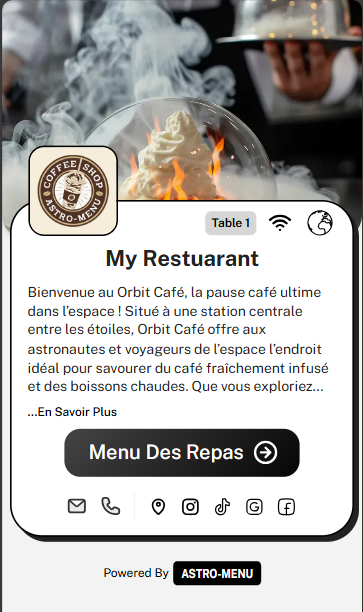 COFFEE SHOP
ASTRO-MENU
Table 1
My Restuarant
Bienvenue au Orbit Café, la pause café ultime
dans l'espace ! Situé à une station centrale
entre les étoiles, Orbit Café offre aux
astronautes et voyageurs de l'espace l'endroit
idéal pour savourer du café fraîchement infusé
et des boissons chaudes. Que vous exploriez...
...En Savoir Plus
Menu Des Repas
Powered By ASTRO-MENU